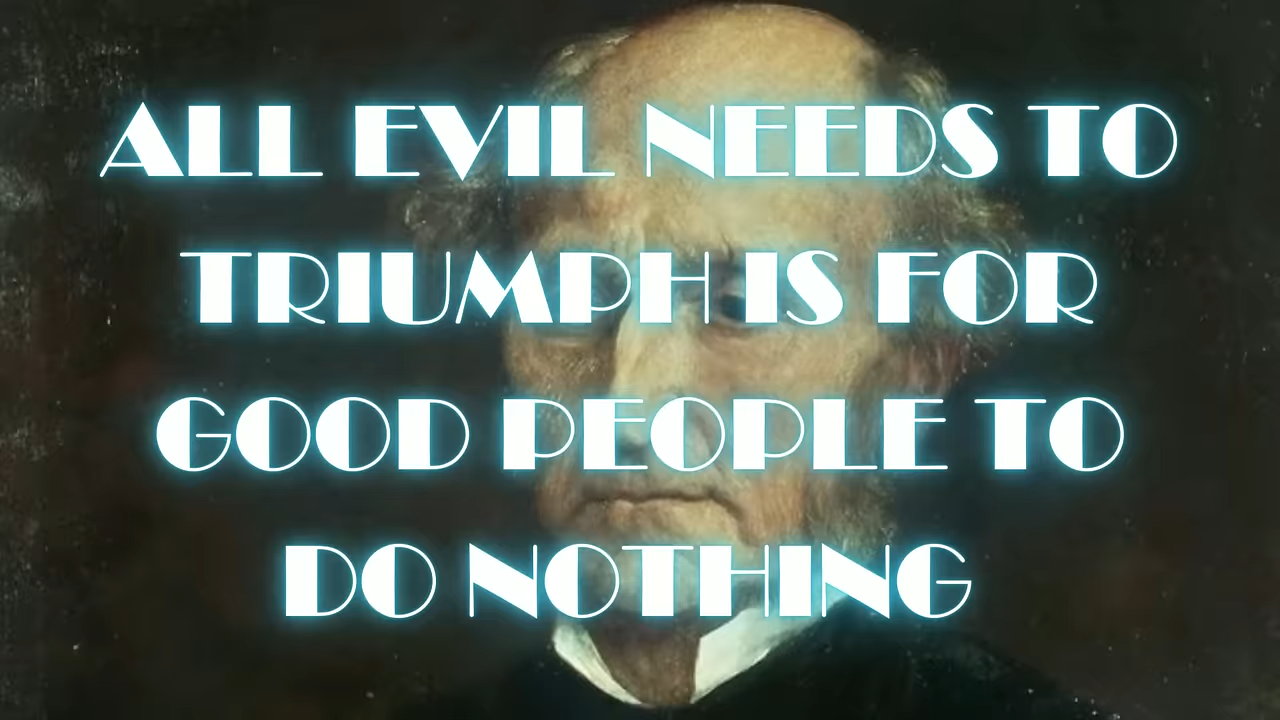 ALL EVIL NEEDS TO
TRIUMPH IS FOR
GOOD PEOPLE TO
DO NOTHING